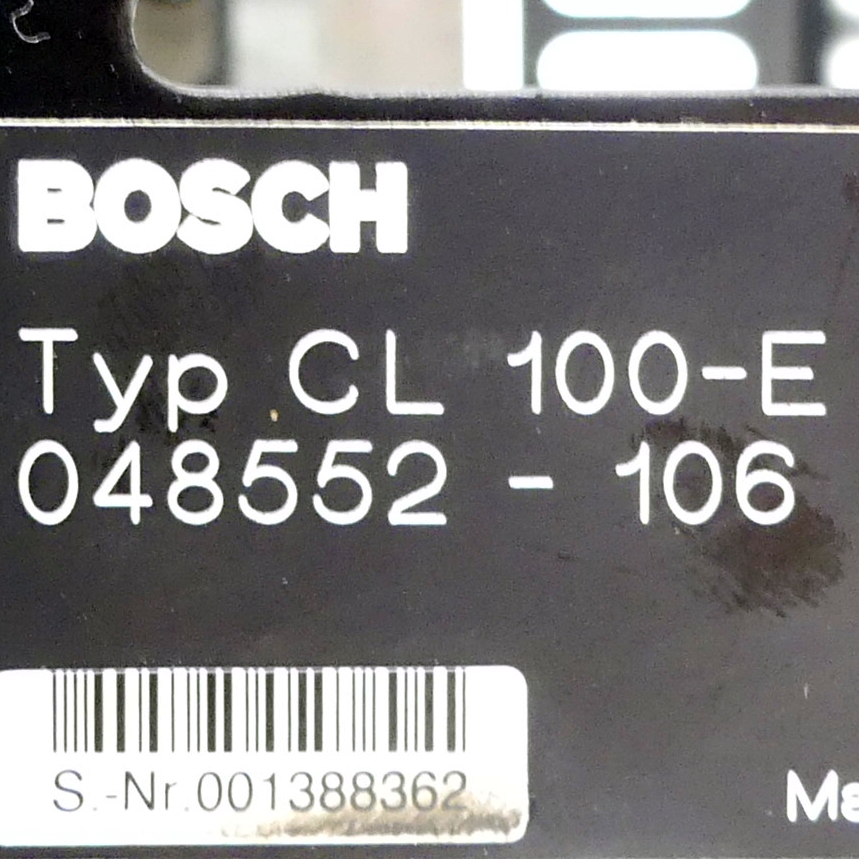 BOSCH
Typ CL 100-E
048552 - 106
S.-Nr.001388362